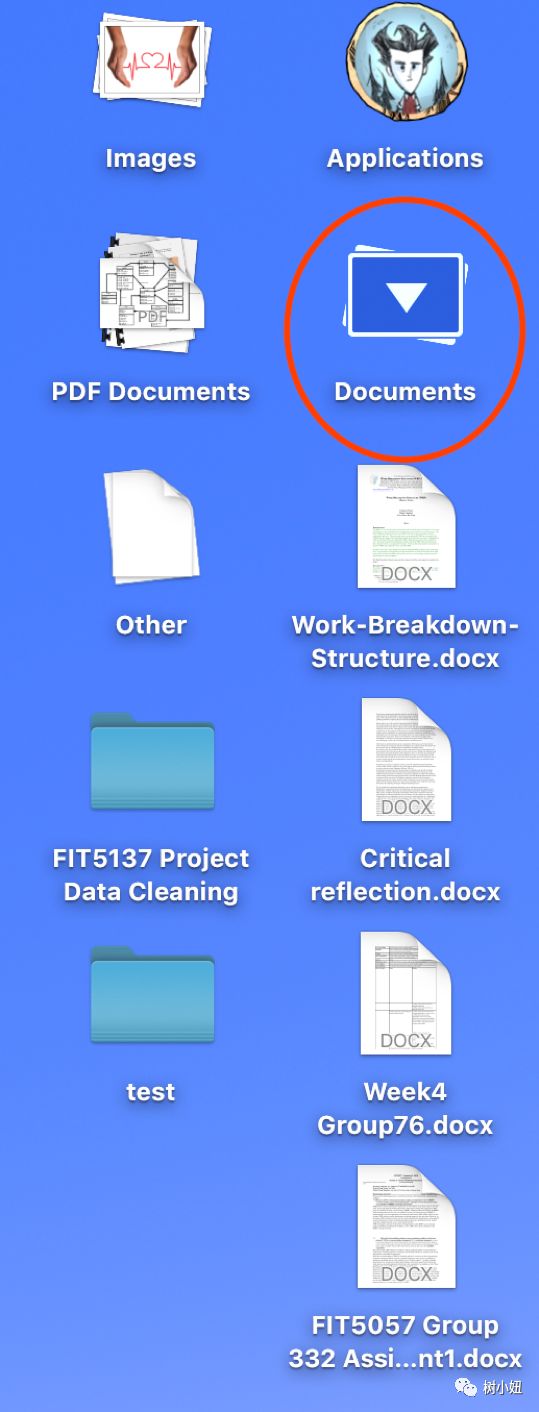 Images
Applications
PDF
PDF Documents
Documents
DOCX
Other
Work-Breakdown-
Structure.docx
DOCX
FIT5137 Project
Data Cleaning
Critical
reflection.docx
DOCX
test
Week4
Group76.docx
DOCX
FIT5057 Group
332 Assi...nt1.docx
树小妞